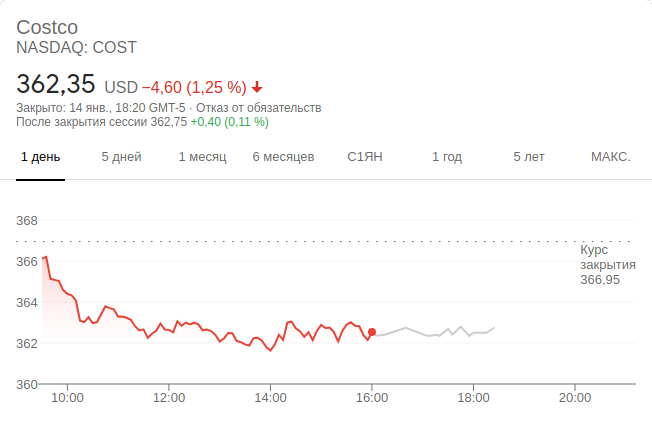 Costco
NASDAQ: COST
362,35 USD −4,60 (1,25 %)
Закрыто: 14 янв., 18:20 GMT-5 · Отказ от обязательств
После закрытия сессии 362,75 +0,40 (0,11 %)
1 день 5 дней 1 месяц 6 месяцев С1ЯН 1 год 5 лет МАКС.
368
366
364
362
360
Курс
закрытия
366,95
10:00 12:00 14:00 16:00 18:00 20:00